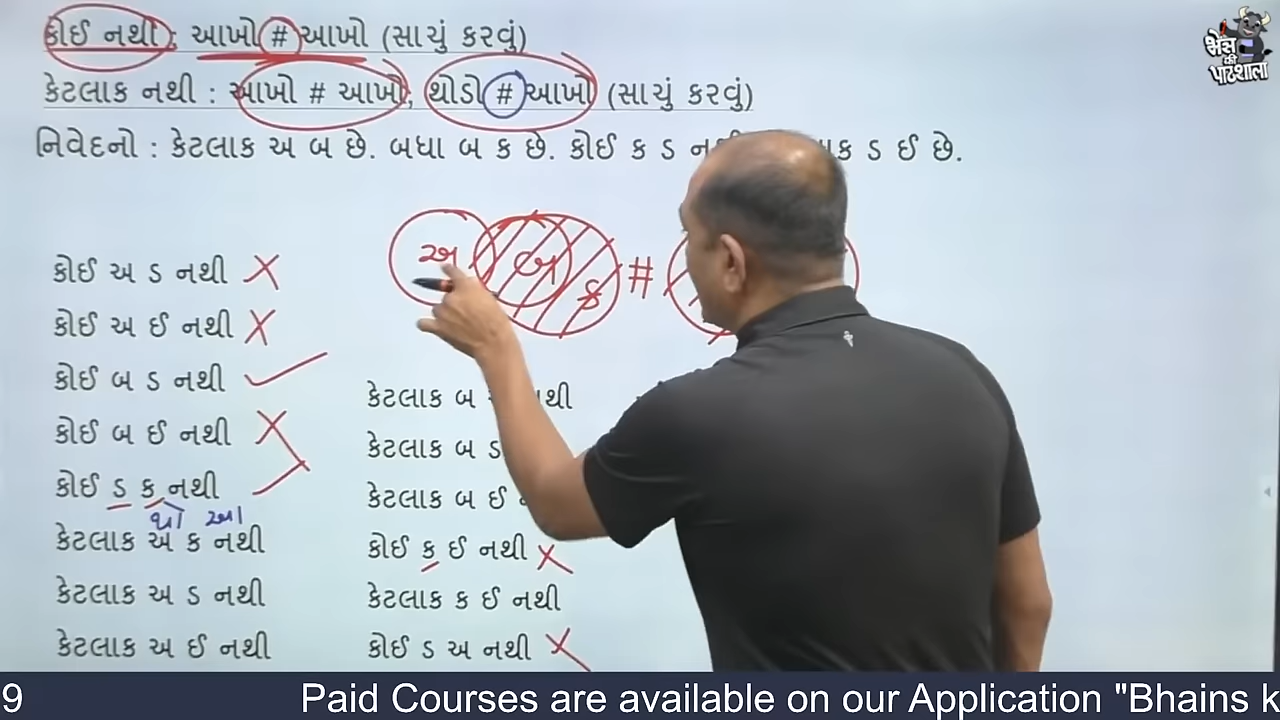 કોઈ નથી : આખો # આખો (સાચું કરવું)
ભેંસ કી પાઠશાલા
કેટલાક નથી : આખો # આખો, થોડો # આખો (સાચું કરવું)
નિવેદનો : કેટલાક અ બ છે. બધા બ ક છે. કોઈ ક ડ ડ ઈ છે.
અ બ ક #
કોઈ અ ડ નથી
કોઈ અ ઈ નથી
કોઈ બ ડ નથી
કોઈ બ ઈ નથી
કોઈ ડ ક નથી
થો આ
કેટલાક અ ક નથી
કેટલાક અ ડ નથી
કેટલાક અ ઈ નથી
કેટલાક બ
કેટલાક બ ડ
કેટલાક બ ઈ
કોઈ ક ઈ નથી
કેટલાક ક ઈ નથી
કોઈ ડ અ નથી
9 Paid Courses are available on our Application "Bhains k